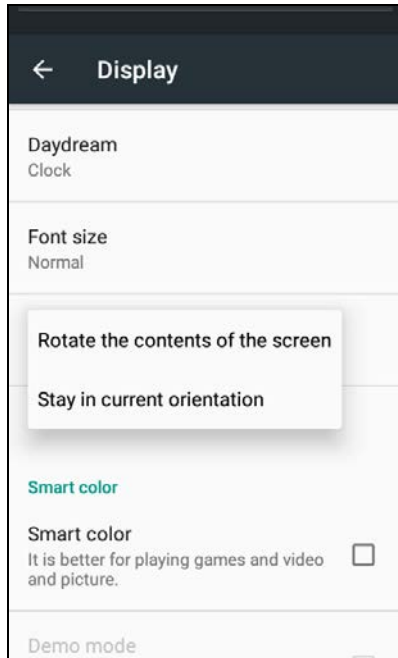 Display
Daydream
Clock
Font size
Normal
Rotate the contents of the screen
Stay in current orientation
Smart color
Smart color
It is better for playing games and video
and picture.
Demo mode